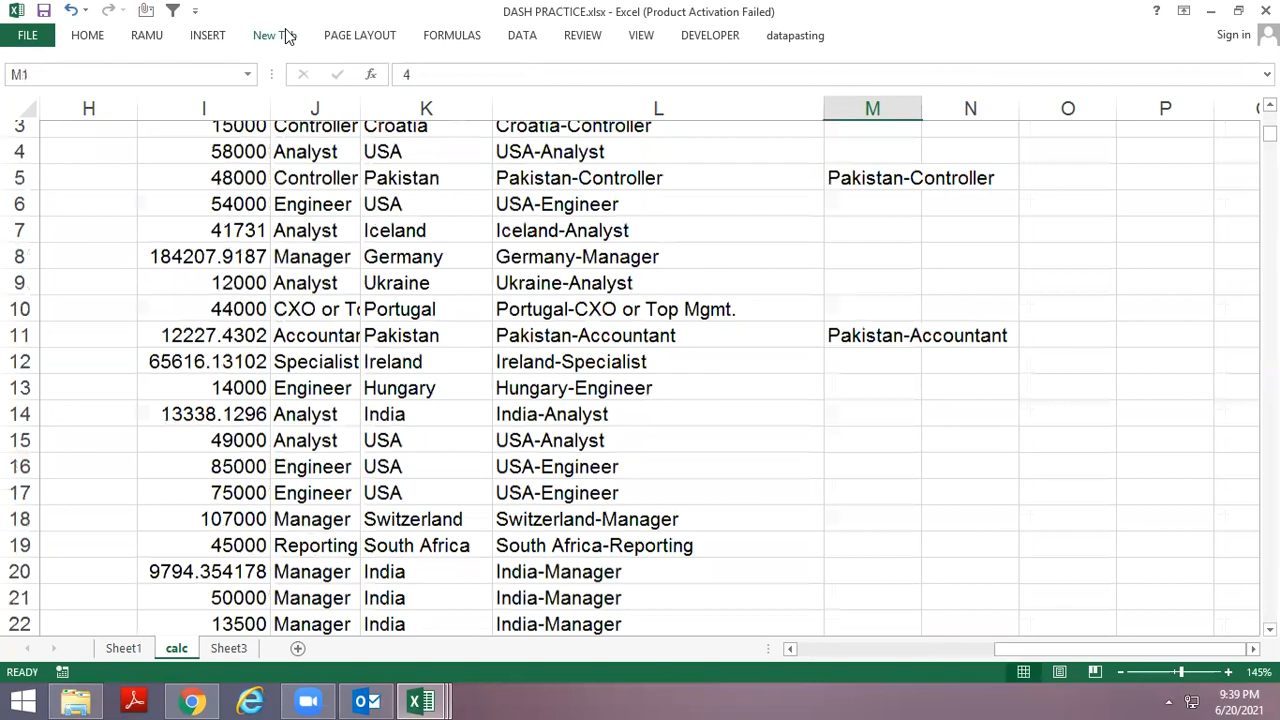 DASH PRACTICE.xlsx - Excel (Product Activation Failed)
FILE HOME RAMU INSERT New PAGE LAYOUT FORMULAS DATA REVIEW VIEW DEVELOPER datapasting Sign in
M1 4
H I J K L M N O P
3 15000 Controller Croatia Croatia-Controller
4 58000 Analyst USA USA-Analyst
5 48000 Controller Pakistan Pakistan-Controller Pakistan-Controller
6 54000 Engineer USA USA-Engineer
7 41731 Analyst Iceland Iceland-Analyst
8 184207.9187 Manager Germany Germany-Manager
9 12000 Analyst Ukraine Ukraine-Analyst
10 44000 CXO or To Portugal Portugal-CXO or Top Mgmt.
11 12227.4302 Accountan Pakistan Pakistan-Accountant Pakistan-Accountant
12 65616.13102 Specialist Ireland Ireland-Specialist
13 14000 Engineer Hungary Hungary-Engineer
14 13338.1296 Analyst India India-Analyst
15 49000 Analyst USA USA-Analyst
16 85000 Engineer USA USA-Engineer
17 75000 Engineer USA USA-Engineer
18 107000 Manager Switzerland Switzerland-Manager
19 45000 Reporting South Africa South Africa-Reporting
20 9794.354178 Manager India India-Manager
21 50000 Manager India India-Manager
22 13500 Manager India India-Manager
Sheet1 calc Sheet3
READY 145%
9:39 PM
6/20/2021